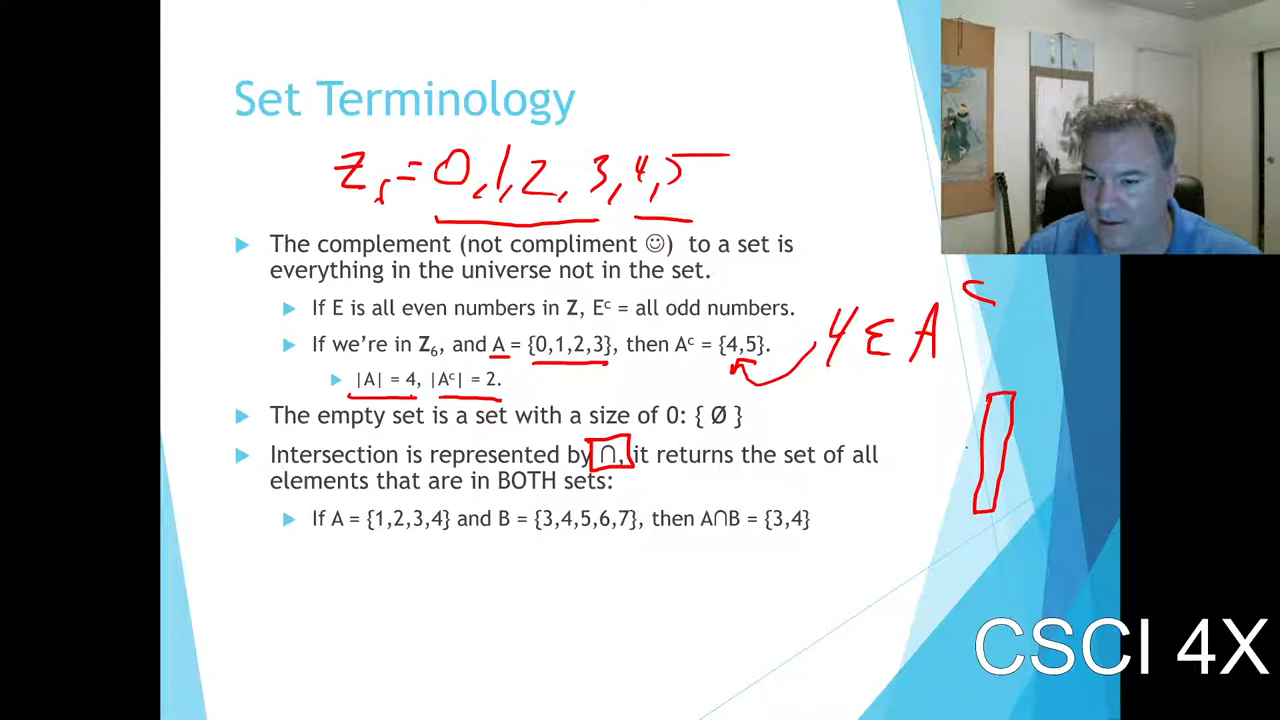 Set Terminology
Z₆ = 0,1,2,3,4,5
The complement (not compliment ☺) to a set is
everything in the universe not in the set.
If E is all even numbers in Z, Eᶜ = all odd numbers.
If we're in Z₆, and A = {0,1,2,3}, then Aᶜ = {4,5}.
4 ∈ Aᶜ
|A| = 4, |Aᶜ| = 2.
The empty set is a set with a size of 0: { Ø }
Intersection is represented by ∩, it returns the set of all
elements that are in BOTH sets:
If A = {1,2,3,4} and B = {3,4,5,6,7}, then A∩B = {3,4}
CSCI 4X